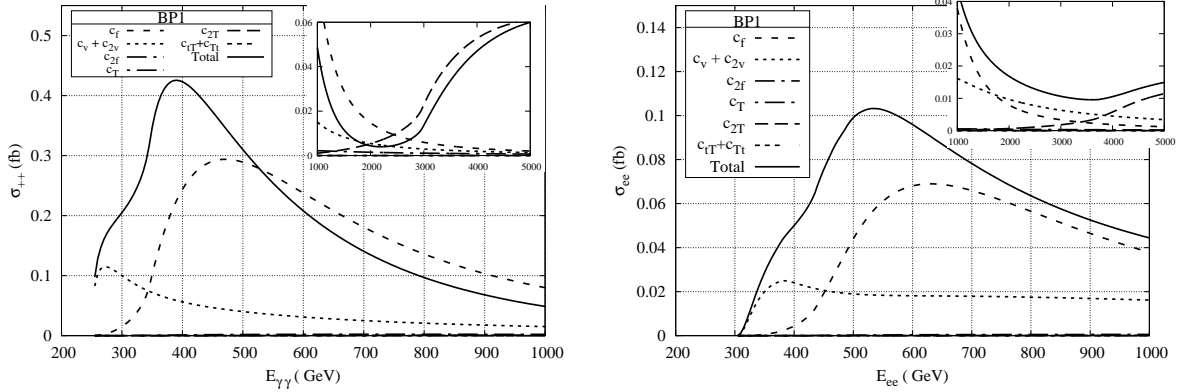 BP1
c_f
c_2T
c_v + c_2v
c_tT+c_Tt
c_2f
Total
c_T
σ_++ (fb)
0.5
0.4
0.3
0.2
0.1
0
200 300 400 500 600 700 800 900 1000
E_γγ ( GeV)
0.06
0.04
0.02
0
1000 2000 3000 4000 5000
BP1
c_f
c_v + c_2v
c_2f
c_T
c_2T
c_tT+c_Tt
Total
σ_ee (fb)
0.14
0.12
0.1
0.08
0.06
0.04
0.02
0
200 300 400 500 600 700 800 900 1000
E_ee ( GeV)
0.04
0.03
0.02
0.01
0
1000 2000 3000 4000 5000